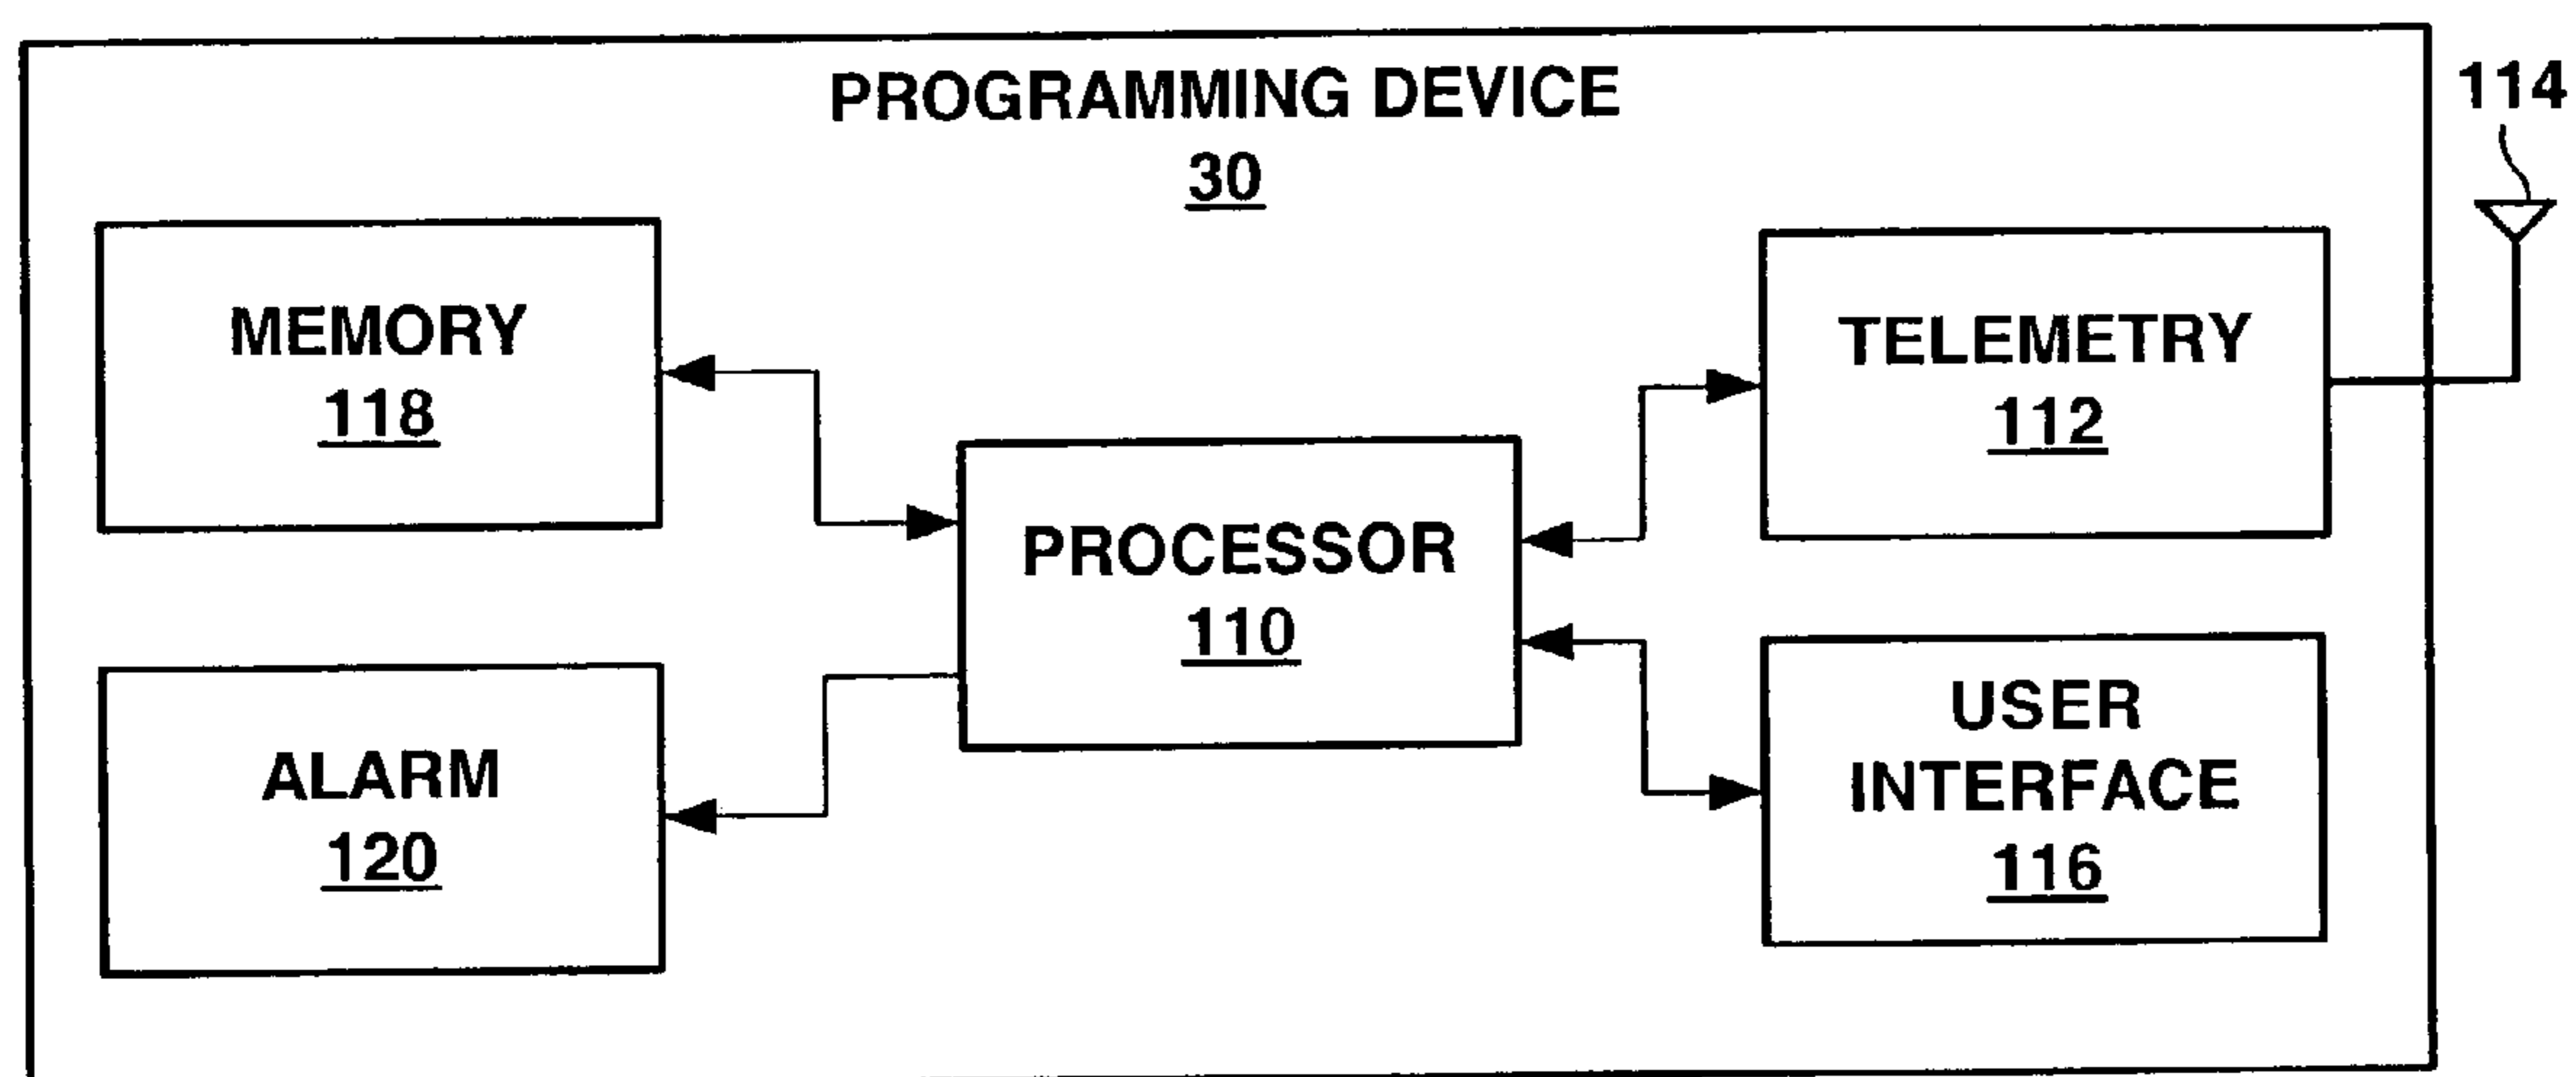 PROGRAMMING DEVICE
30
114
MEMORY
118
TELEMETRY
112
PROCESSOR
110
ALARM
120
USER
INTERFACE
116